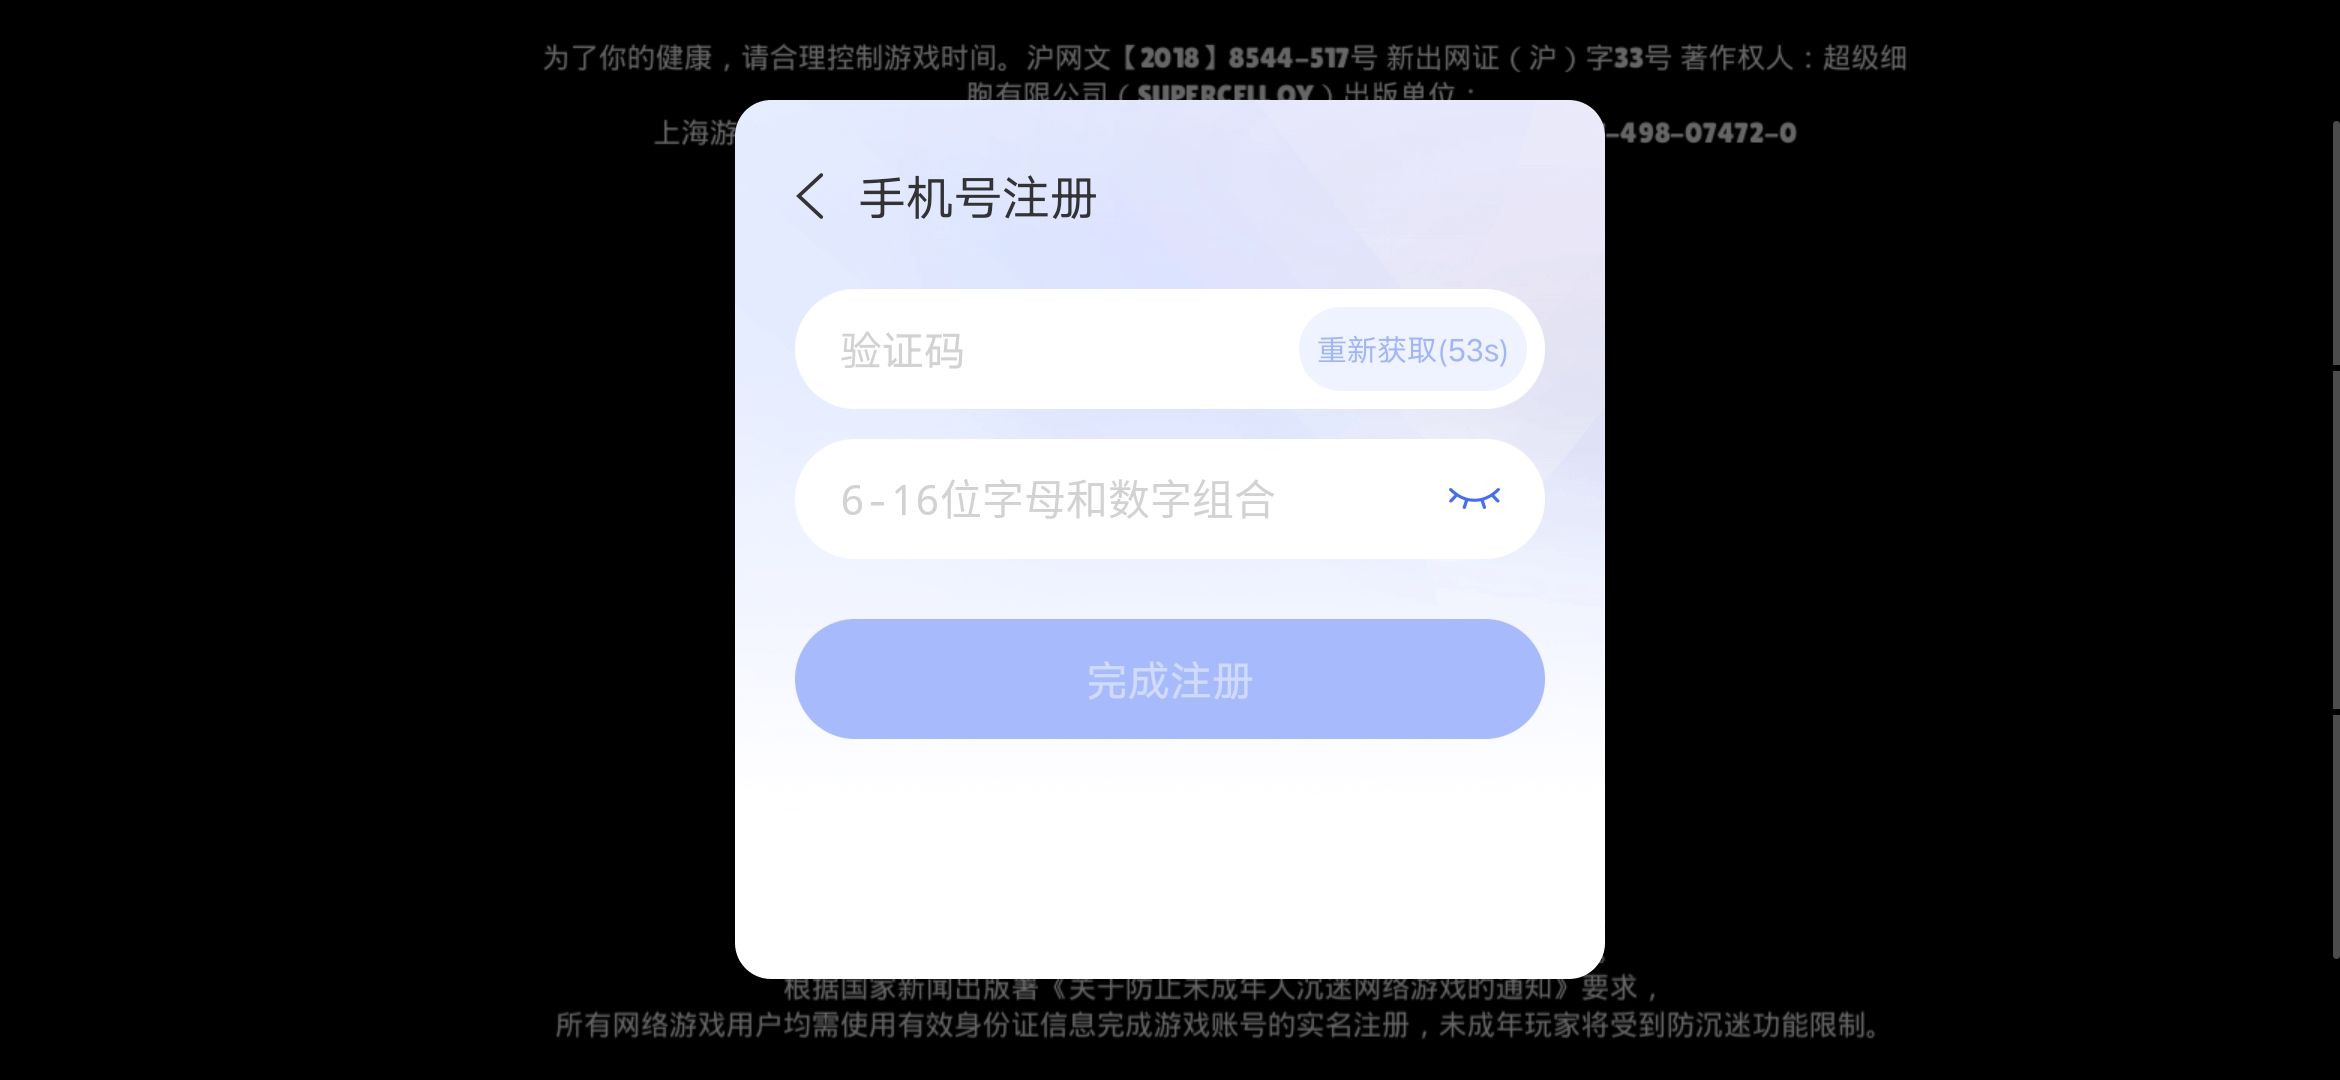 为了你的健康，请合理控制游戏时间。沪网文【2018】8544-517号 新出网证（沪）字33号 著作权人：超级细
胞有限公司（SUPERCELL OY）出版单位：
上海游
-498-07472-0
手机号注册
验证码
重新获取(53s)
6-16位字母和数字组合
完成注册
根据国家新闻出版署《关于防止未成年人沉迷网络游戏的通知》要求，
所有网络游戏用户均需使用有效身份证信息完成游戏账号的实名注册，未成年玩家将受到防沉迷功能限制。